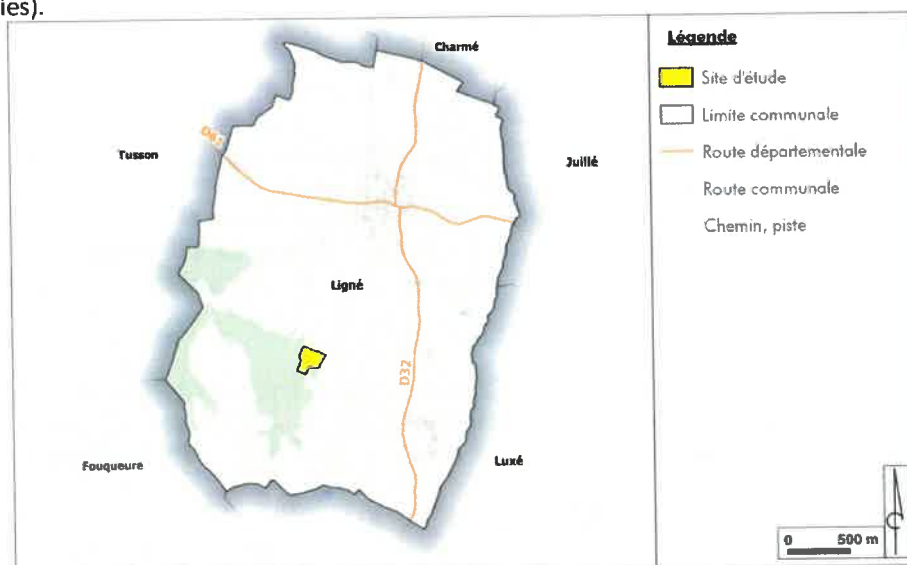 ies).
Charmé
Tusson
Juillé
Ligné
D32
Fouqueure
Luxé
Légende
Site d'étude
Limite communale
Route départementale
Route communale
Chemin, piste
0 500 m